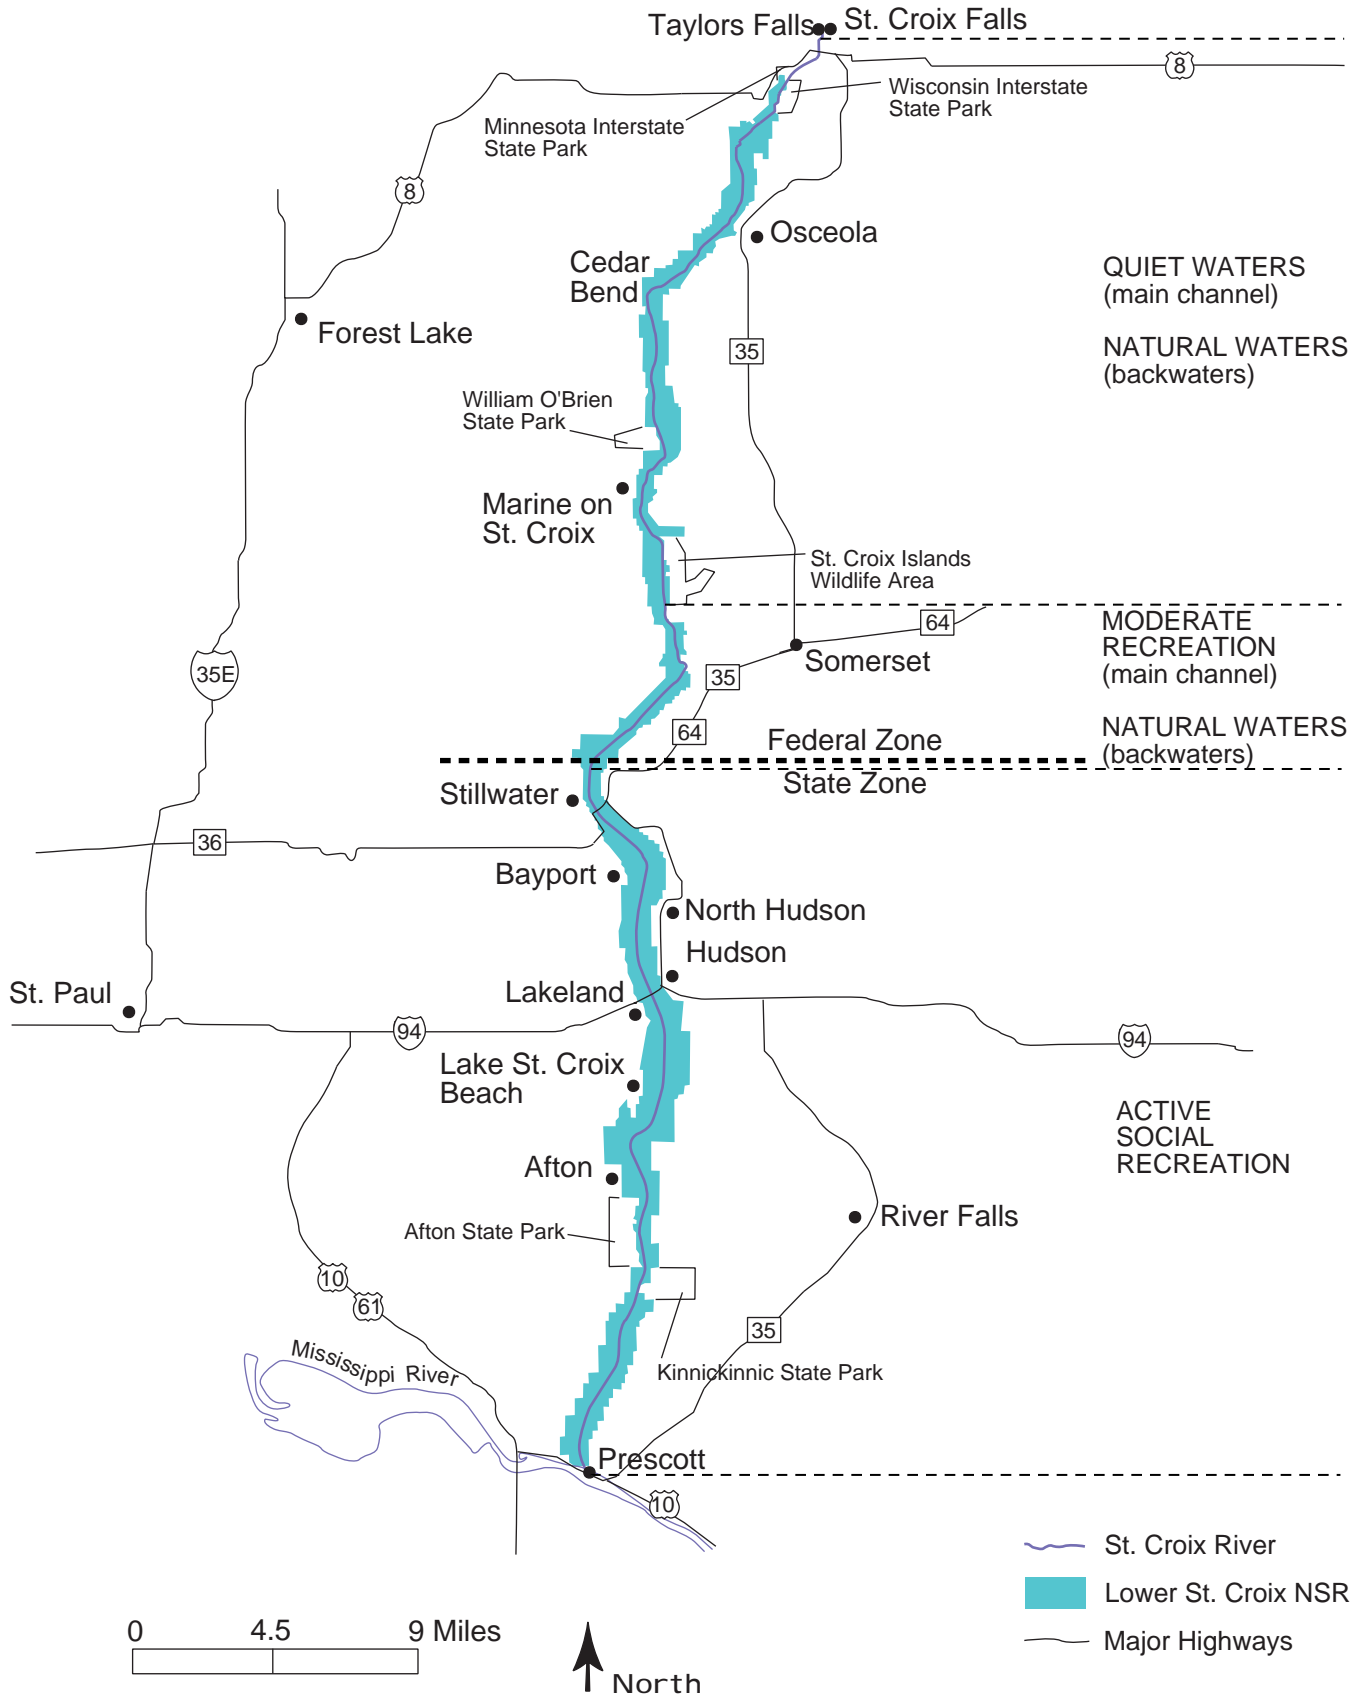 Taylors Falls
St. Croix Falls
8
Wisconsin Interstate
State Park
Minnesota Interstate
State Park
8
Osceola
Cedar
Bend
QUIET WATERS
(main channel)
Forest Lake
35
NATURAL WATERS
(backwaters)
William O'Brien
State Park
Marine on
St. Croix
St. Croix Islands
Wildlife Area
64
MODERATE
RECREATION
(main channel)
Somerset
35E
35
64
Federal Zone
NATURAL WATERS
(backwaters)
State Zone
Stillwater
36
Bayport
North Hudson
Hudson
St. Paul
Lakeland
94
94
Lake St. Croix
Beach
ACTIVE
SOCIAL
RECREATION
Afton
River Falls
Afton State Park
10
61
35
Mississippi River
Kinnickinnic State Park
Prescott
10
St. Croix River
Lower St. Croix NSR
Major Highways
0 4.5 9 Miles
North